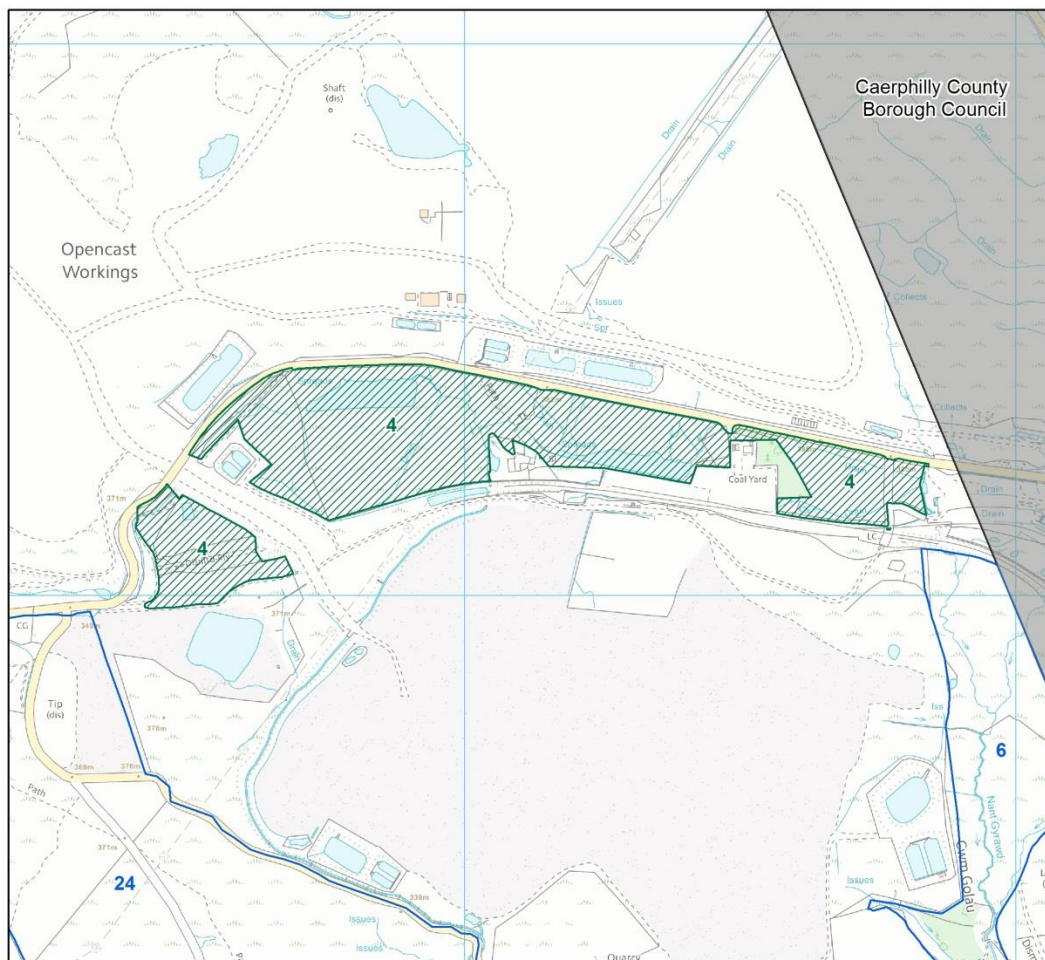 Caerphilly County
Borough Council
Shaft
(dis)
Drain
Drain
Drain
Opencast
Workings
Collects
Issues
Spr
Collects
4
Coal Yard
4
371m
4
LC
Drain
Drain
CG
349m
371m
Drain
Tip
(dis)
378m
368m
376m
Path
371m
24
Iss
6
Nant Gyrawd
Cwm Golau
339m
Issues
Issues
Issues
Quarry